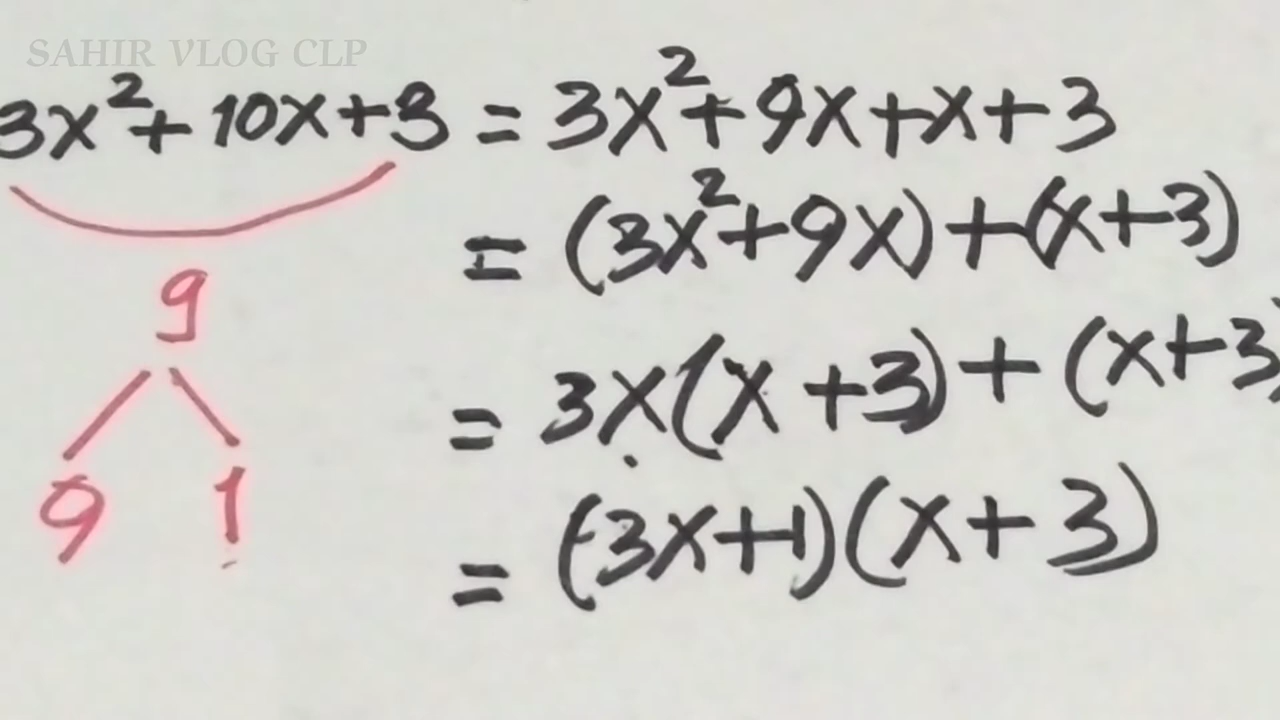 SAHIR VLOG CLP
3x² + 10x + 3 = 3x² + 9x + x + 3
= (3x² + 9x) + (x + 3)
9
= 3x(x + 3) + (x + 3)
9 1
= (3x + 1)(x + 3)